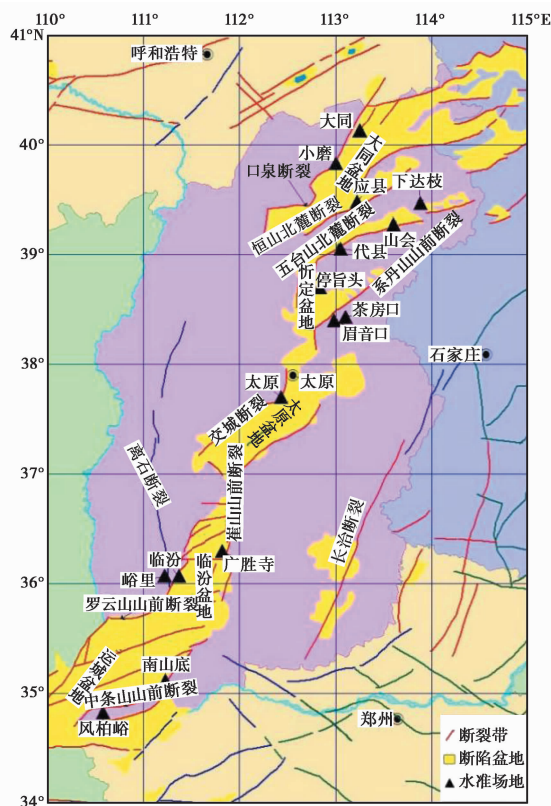 110 111 112 113 114 115°E
41°N
呼和浩特
40°
大同
小磨
大同盆地
口泉断裂
应县
下达枝
恒山北麓断裂
五台山北麓断裂
39°
代县
山会
系丹山山前断裂
忻定盆地
停旨头
茶房口
眉音口
38°
石家庄
太原
太原
交城断裂
太原盆地
37°
离石断裂
霍山山前断裂
长治断裂
临汾
广胜寺
峪里
临汾盆地
36°
罗云山山前断裂
运城盆地
南山底
35°
中条山山前断裂
风柏峪
郑州
断裂带
断陷盆地
水准场地
34°